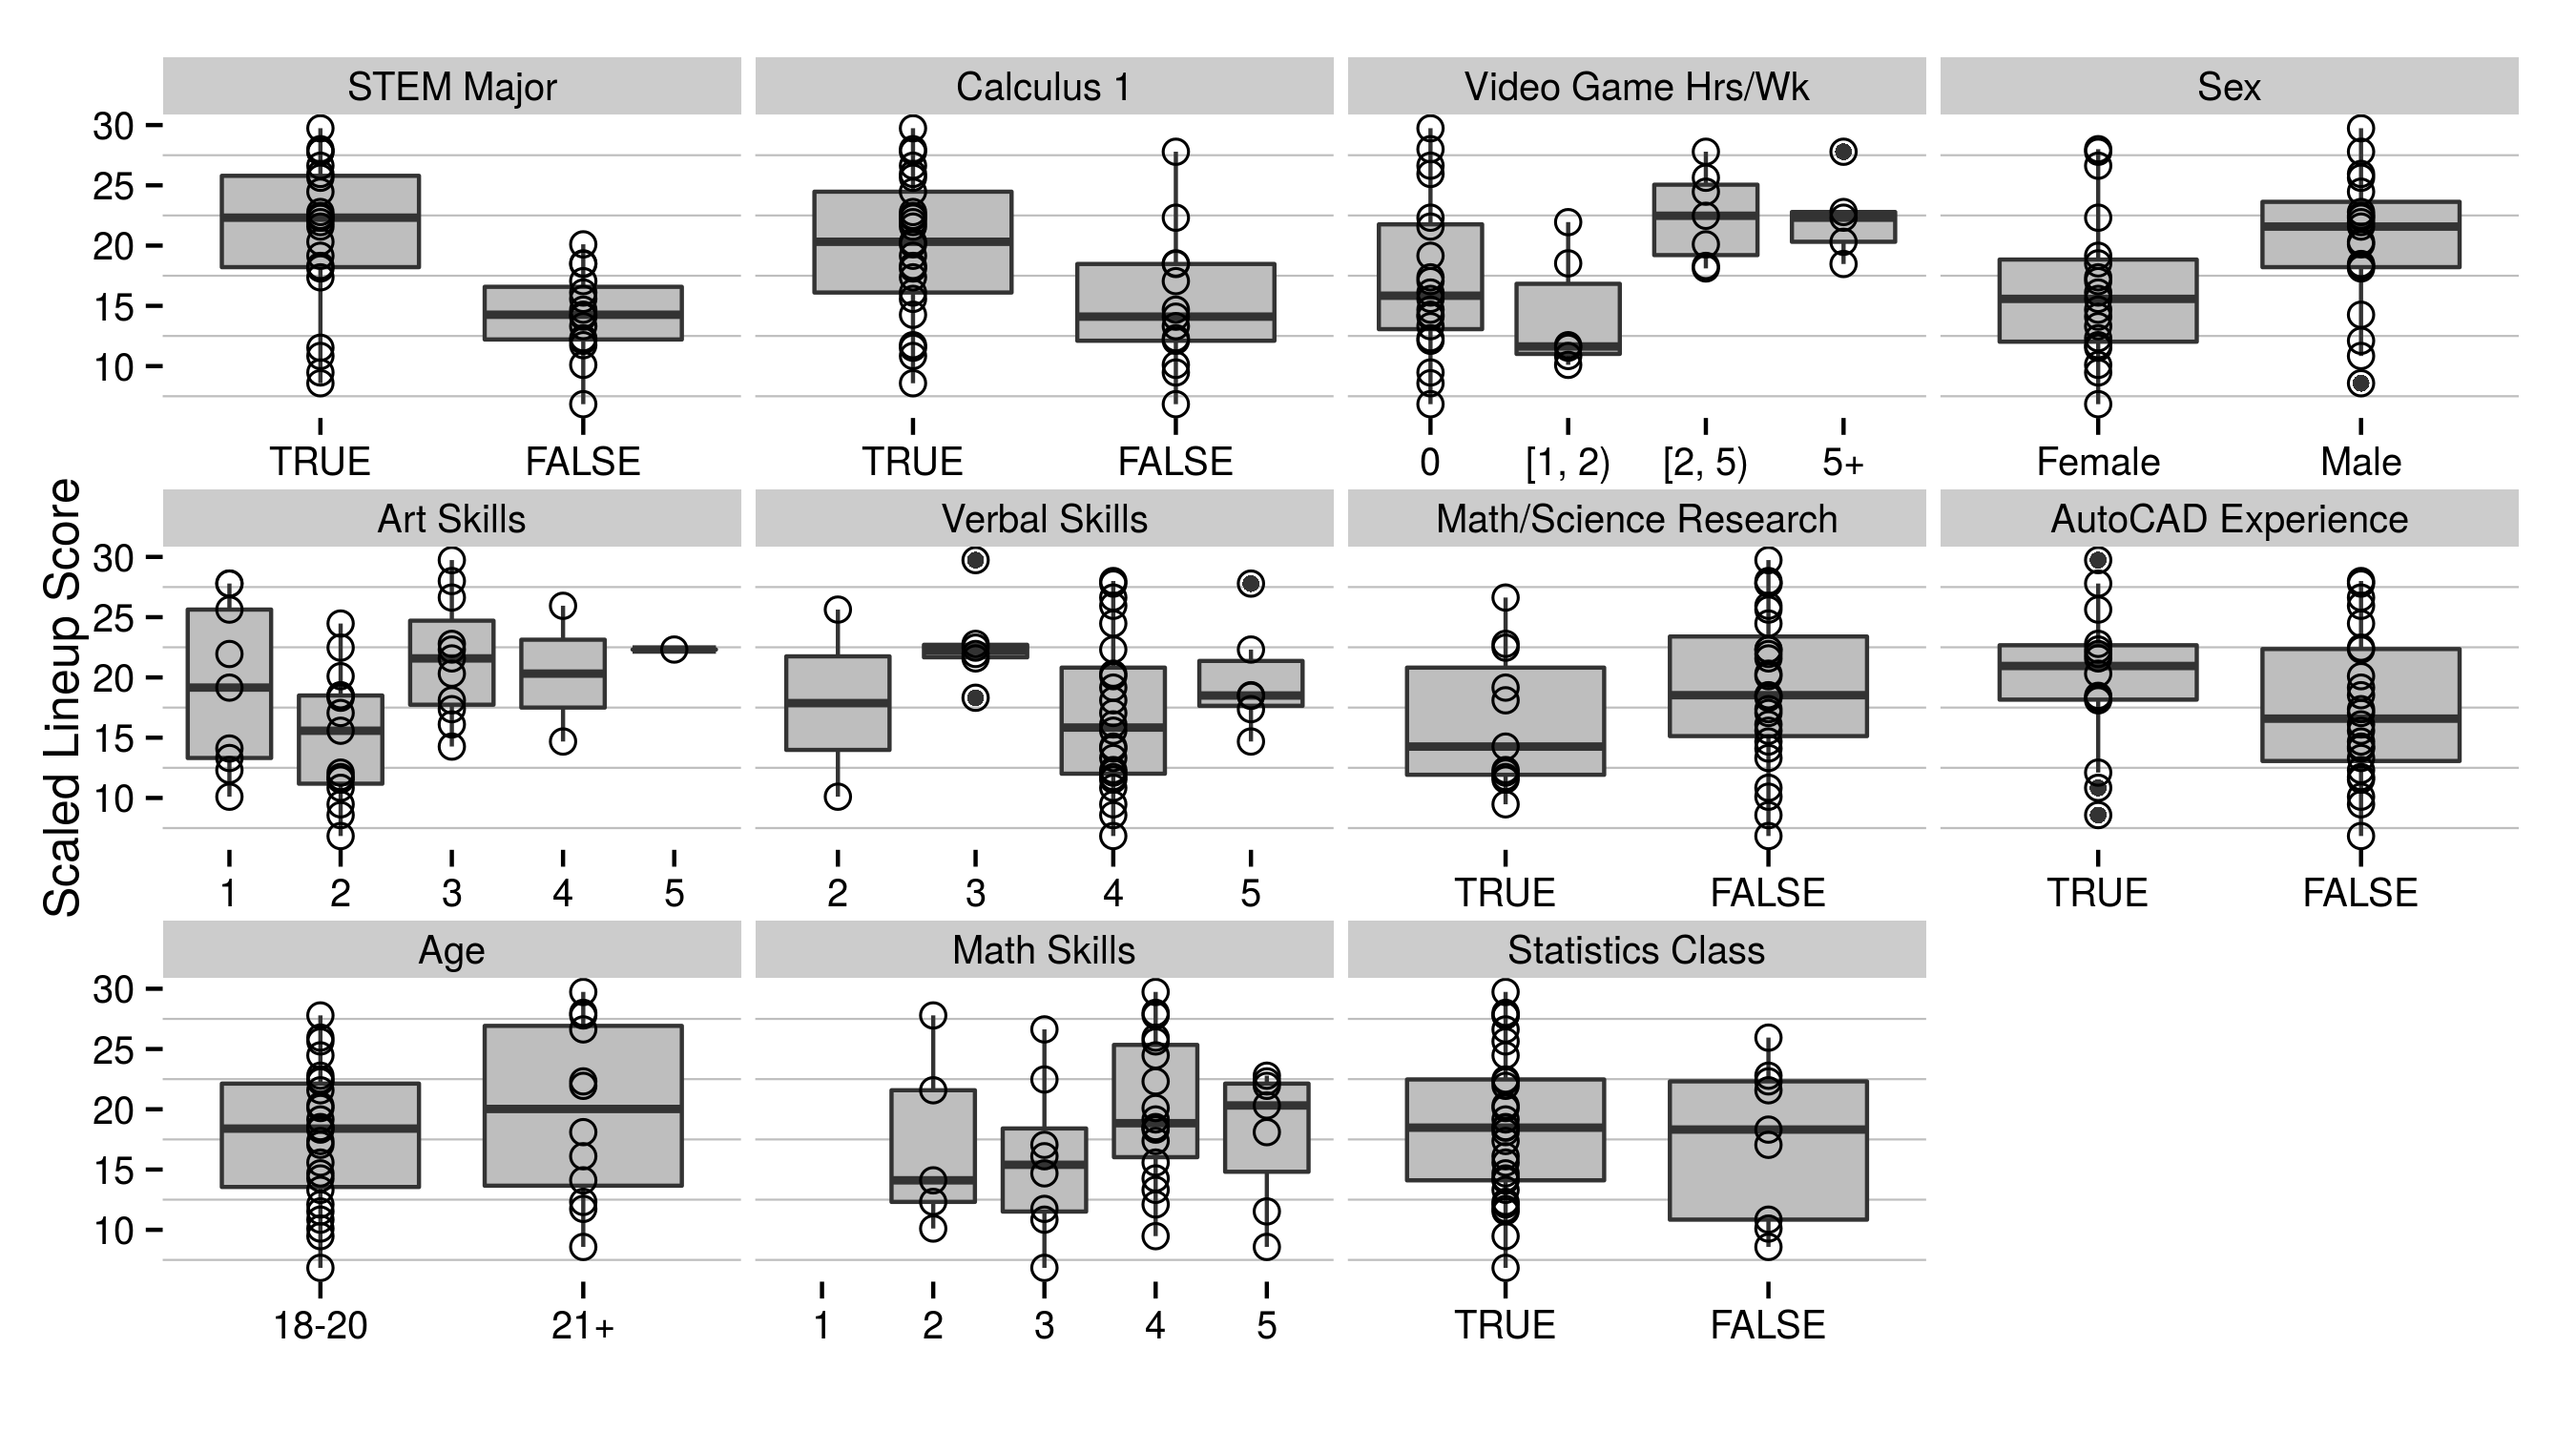 STEM Major
Calculus 1
Video Game Hrs/Wk
Sex
30
25
20
15
10
TRUE FALSE
TRUE FALSE
0 [1, 2) [2, 5) 5+
Female Male
Scaled Lineup Score
Art Skills
Verbal Skills
Math/Science Research
AutoCAD Experience
30
25
20
15
10
1 2 3 4 5
2 3 4 5
TRUE FALSE
TRUE FALSE
Age
Math Skills
Statistics Class
30
25
20
15
10
18-20 21+
1 2 3 4 5
TRUE FALSE